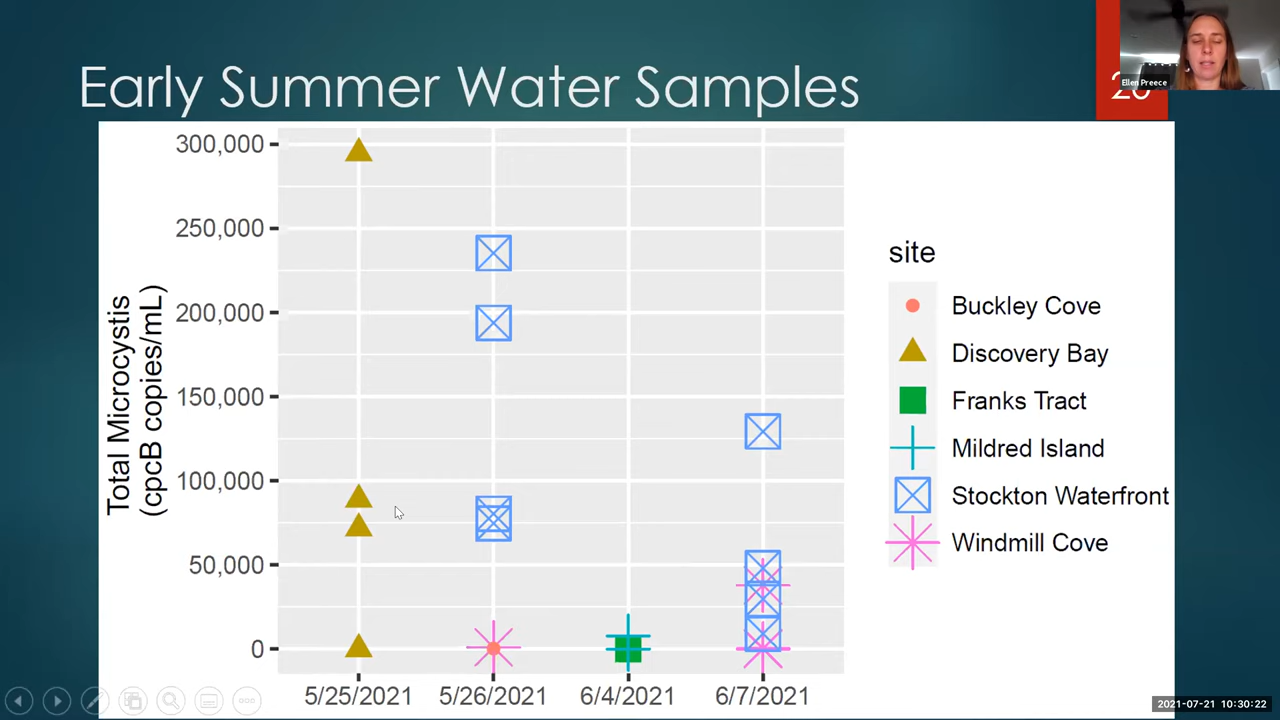 Early Summer Water Samples
Ellen Preece
300,000
250,000
200,000
150,000
100,000
50,000
0
Total Microcystis
(cpcB copies/mL)
5/25/2021
5/26/2021
6/4/2021
6/7/2021
site
Buckley Cove
Discovery Bay
Franks Tract
Mildred Island
Stockton Waterfront
Windmill Cove
2021-07-21 10:30:22